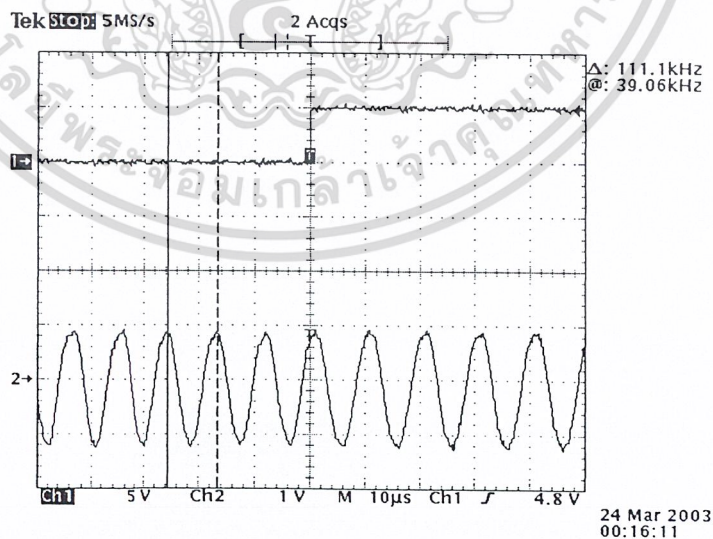 Tek Stop: 5MS/s 2 Acqs
Δ: 111.1kHz
@: 39.06kHz
T
1→
T
2→
Ch1 5 V Ch2 1 V M 10µs Ch1 ʃ 4.8 V
24 Mar 2003
00:16:11